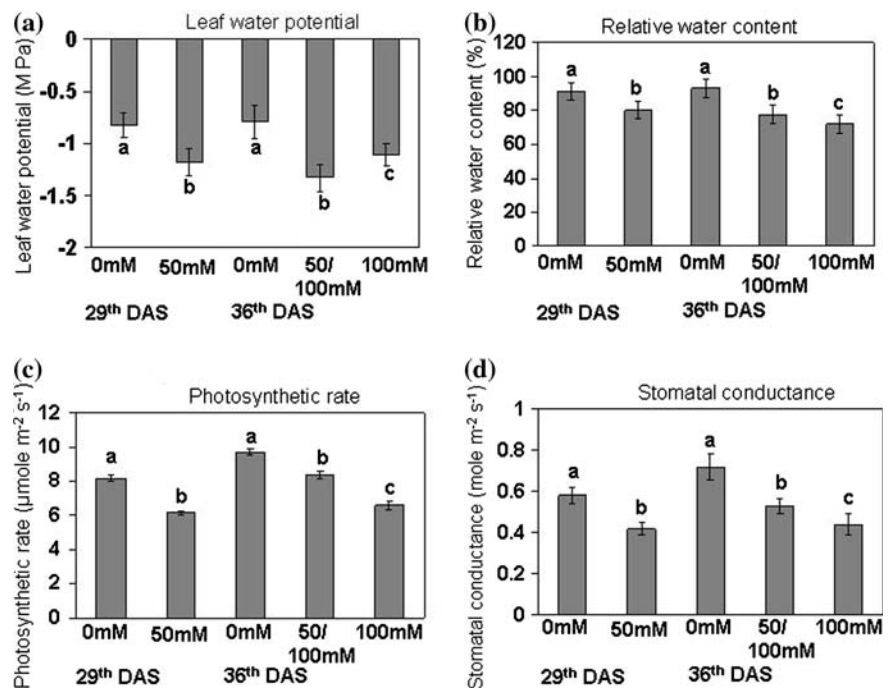 (a)
Leaf water potential
Leaf water potential (M Pa)
0
-0.5
-1
-1.5
-2
a
b
a
b
c
0mM 50mM 0mM 50/100mM 100mM
29th DAS 36th DAS
(b)
Relative water content
Relative water content (%)
120
100
80
60
40
20
0
a
b
a
b
c
0mM 50mM 0mM 50/100mM 100mM
29th DAS 36th DAS
(c)
Photosynthetic rate
Photosynthetic rate (µmole m-2 s-1)
12
10
8
6
4
2
0
a
b
a
b
c
0mM 50mM 0mM 50/100mM 100mM
29th DAS 36th DAS
(d)
Stomatal conductance
Stomatal conductance (mole m-2 s-1)
1
0.8
0.6
0.4
0.2
0
a
b
a
b
c
0mM 50mM 0mM 50/100mM 100mM
29th DAS 36th DAS